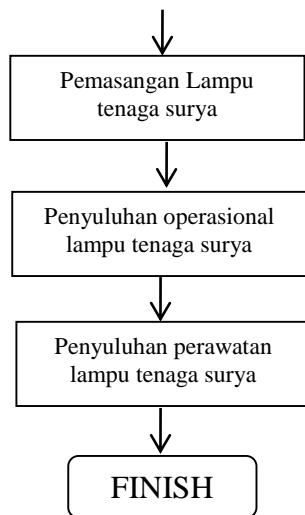 Pemasangan Lampu
tenaga surya
Penyuluhan operasional
lampu tenaga surya
Penyuluhan perawatan
lampu tenaga surya
FINISH